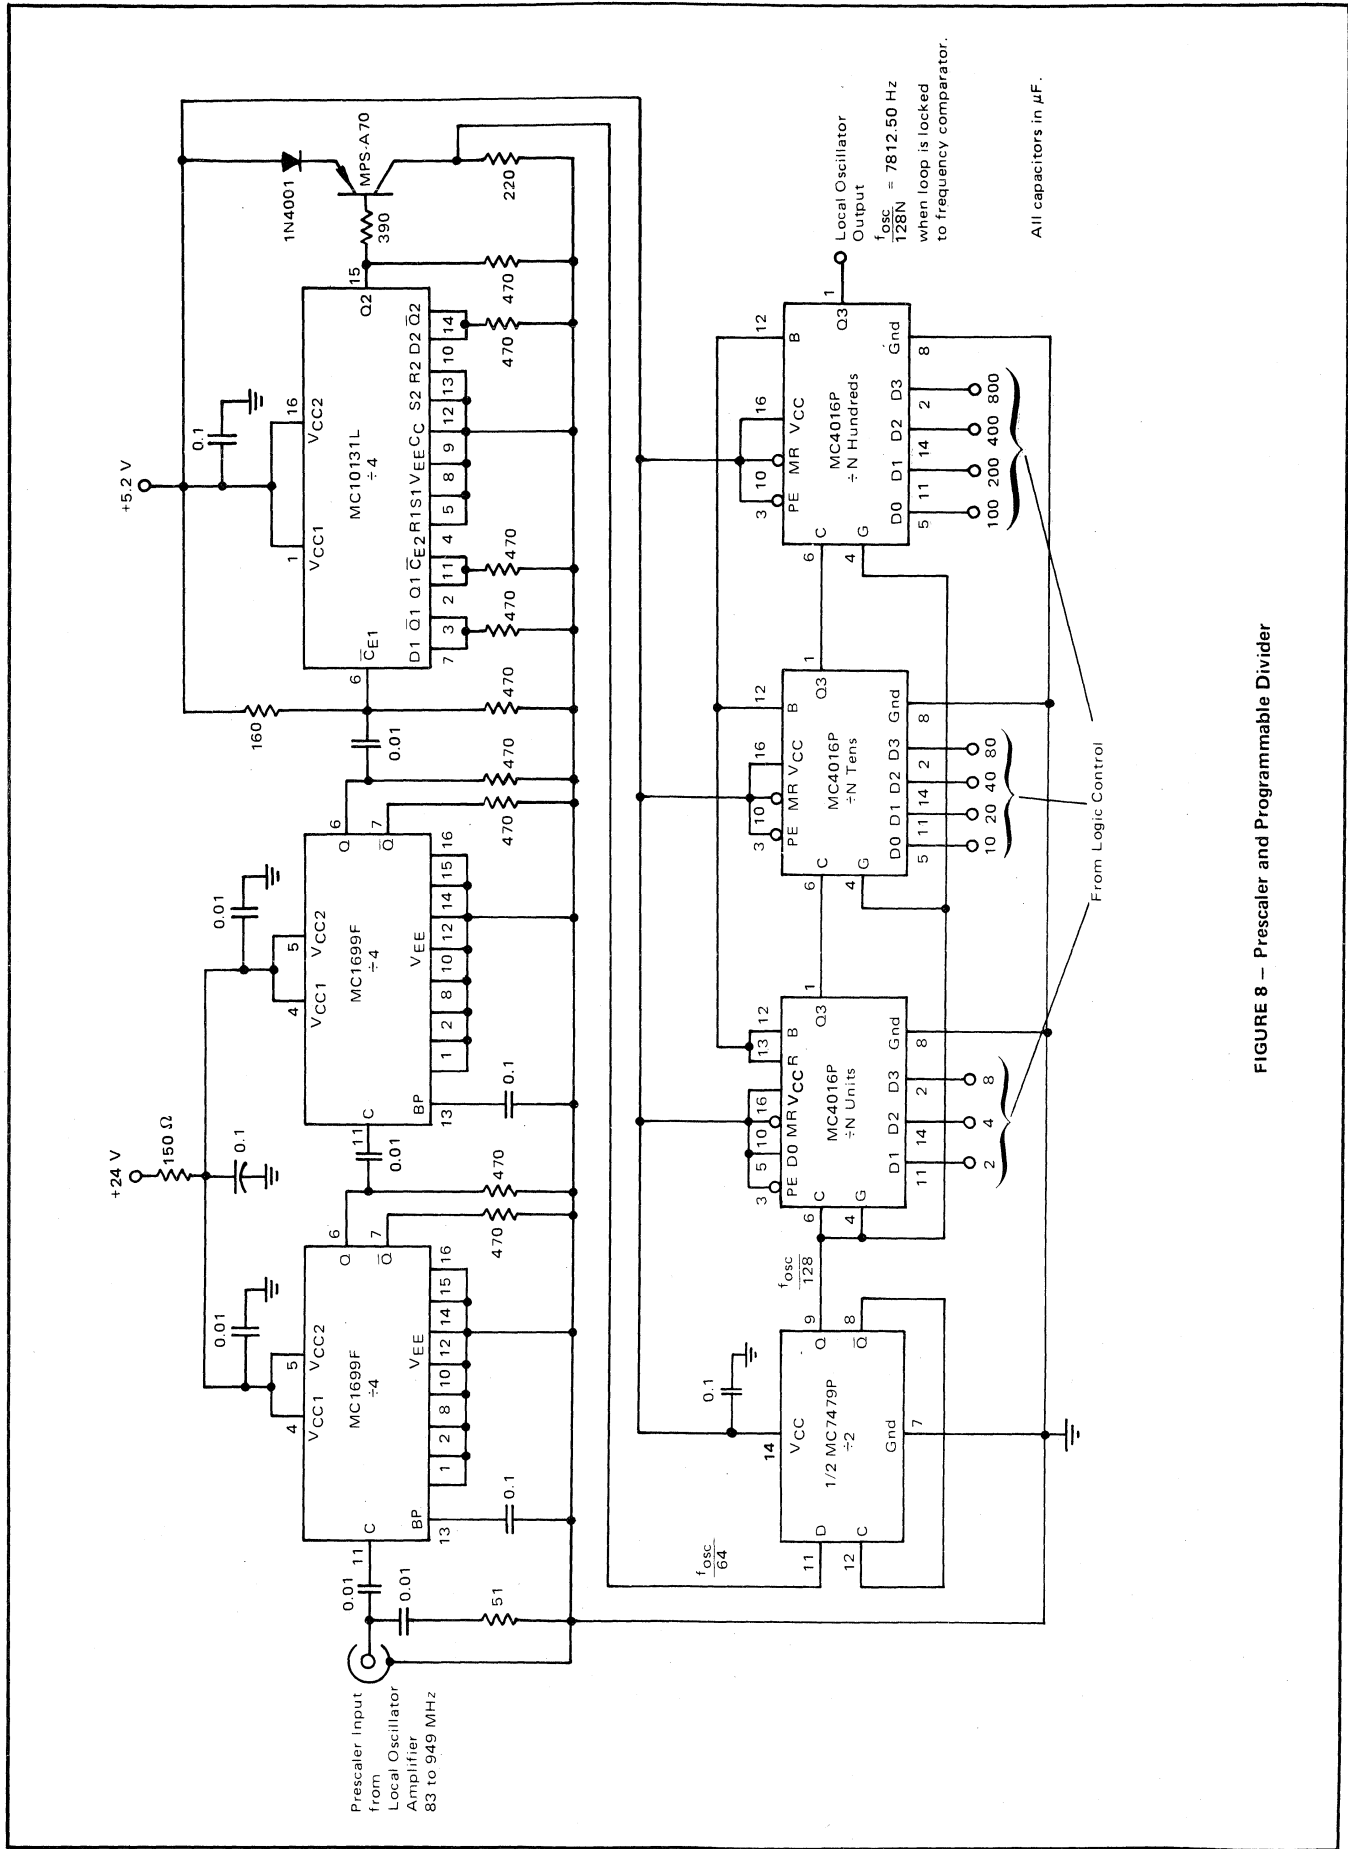 +24 V
150 Ω
0.1
+5.2 V
0.1
0.01
0.01
4
5
VCC1
VCC2
MC1699F
÷4
11
C
13
BP
VEE
1
2
8
10
12
14
15
16
Q
6
Q̅
7
0.1
470
470
0.01
4
5
VCC1
VCC2
MC1699F
÷4
11
C
13
BP
VEE
1
2
8
10
12
14
15
16
Q
6
Q̅
7
0.1
470
470
0.01
160
470
1
16
VCC1
VCC2
MC10131L
÷4
6
C̅E1
Q2
15
D1 Q̅1 Q1 C̅E2 R1 S1 VEE CC S2 R2 D2 Q̅2
7
3
2
11
4
5
8
9
12
13
10
14
470
470
470
470
390
1N4001
MPS-A70
220
Prescaler Input
from
Local Oscillator
Amplifier
83 to 949 MHz
0.01
0.01
51
fosc
64
0.1
14
VCC
1/2 MC7479P
÷2
Gnd
7
11
D
12
C
Q
9
Q̅
8
fosc
128
3
5
10
16
13
12
PE D0 MR VCC R B
6
C
4
G
MC4016P
÷N Units
Q3
1
D1
D2
D3
Gnd
11
14
2
8
2
4
8
3
10
16
12
PE
MR VCC
B
6
C
4
G
MC4016P
÷N Tens
Q3
1
D0
D1
D2
D3
Gnd
5
11
14
2
8
10
20
40
80
3
10
16
12
PE
MR VCC
B
6
C
4
G
MC4016P
÷N Hundreds
Q3
1
D0
D1
D2
D3
Gnd
5
11
14
2
8
100
200
400
800
From Logic Control
Local Oscillator
Output
fosc
128N
= 7812.50 Hz
when loop is locked
to frequency comparator.
All capacitors in μF.
FIGURE 8 – Prescaler and Programmable Divider